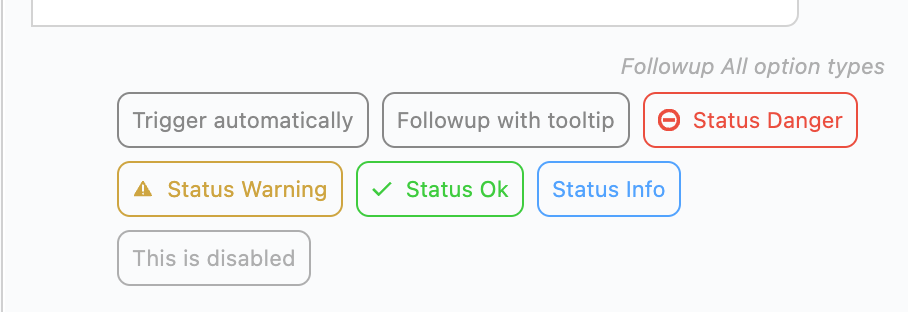 Followup All option types
Trigger automatically Followup with tooltip Status Danger
Status Warning Status Ok Status Info
This is disabled